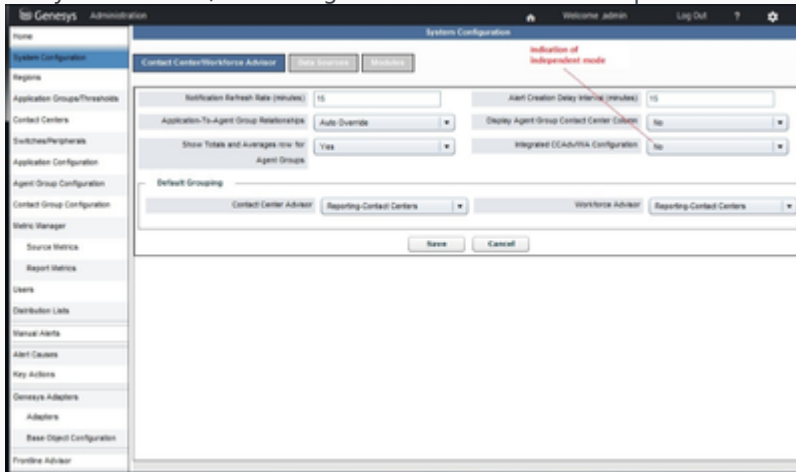 Genesys Administration Welcome ,admin Log Out ?
System Configuration
Home
System Configuration
Regions
Application Groups/Thresholds
Contact Centers
Switches/Peripherals
Application Configuration
Agent Group Configuration
Contact Group Configuration
Metric Manager
Source Metrics
Report Metrics
Users
Distribution Lists
Manual Alerts
Alert Causes
Key Actions
Genesys Adapters
Adapters
Base Object Configuration
Frontline Advisor
Contact Center/Workforce Advisor Data Sources Modules
Indication of
independent mode
Notification Refresh Rate (minutes) 15 Alert Creation Delay Interval (minutes) 15
Application-To-Agent Group Relationships Auto Override Display Agent Group Contact Center Column No
Show Totals and Averages row for Yes Integrated CCAdv/WA Configuration No
Agent Groups
Default Grouping
Contact Center Advisor Reporting-Contact Centers Workforce Advisor Reporting-Contact Centers
Save Cancel